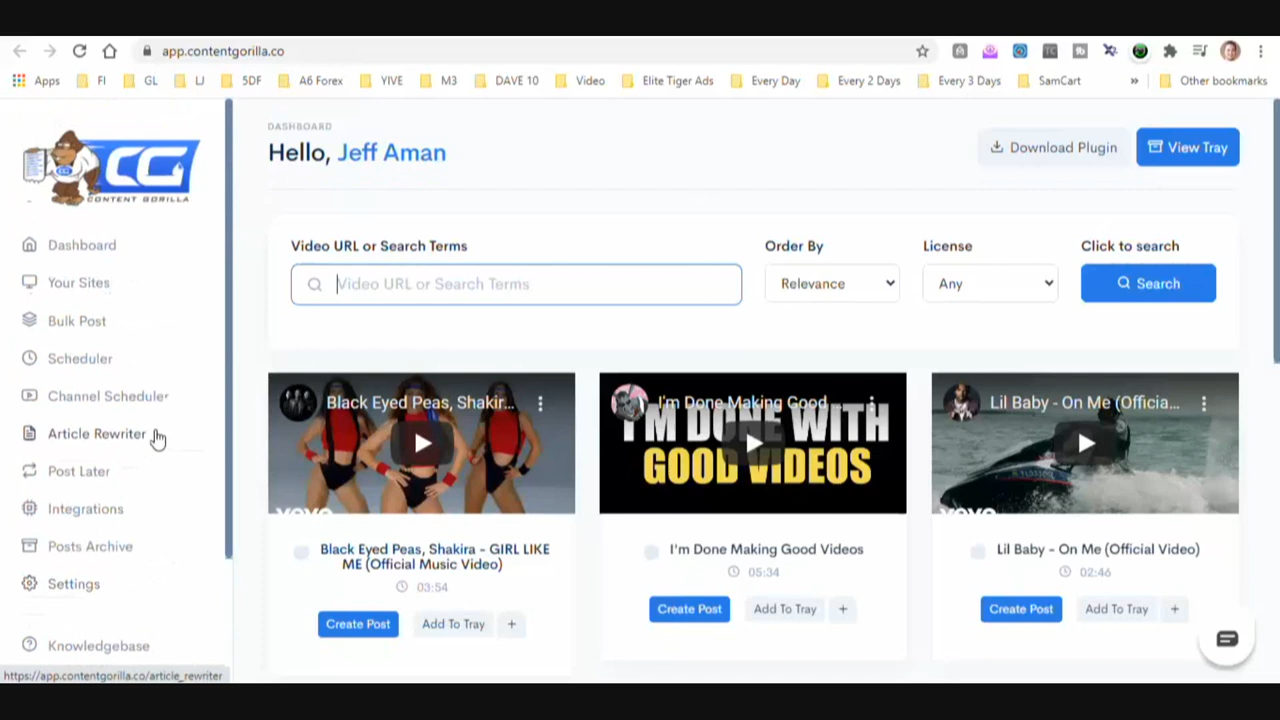 app.contentgorilla.co
Apps FI GL LJ 5DF A6 Forex YIVE M3 DAVE 10 Video Elite Tiger Ads Every Day Every 2 Days Every 3 Days SamCart » Other bookmarks
CG
CONTENT GORILLA
Dashboard
Your Sites
Bulk Post
Scheduler
Channel Scheduler
Article Rewriter
Post Later
Integrations
Posts Archive
Settings
Knowledgebase
https://app.contentgorilla.co/article_rewriter
DASHBOARD
Hello, Jeff Aman
Download Plugin View Tray
Video URL or Search Terms Order By License Click to search
Video URL or Search Terms Relevance Any Search
Black Eyed Peas, Shakir...
vevo
Black Eyed Peas, Shakira - GIRL LIKE
ME (Official Music Video)
03:54
Create Post Add To Tray +
I'm Done Making Good
I'M DONE WITH
GOOD VIDEOS
I'm Done Making Good Videos
05:34
Create Post Add To Tray +
Lil Baby - On Me (Officia...
vevo
Lil Baby - On Me (Official Video)
02:46
Create Post Add To Tray +